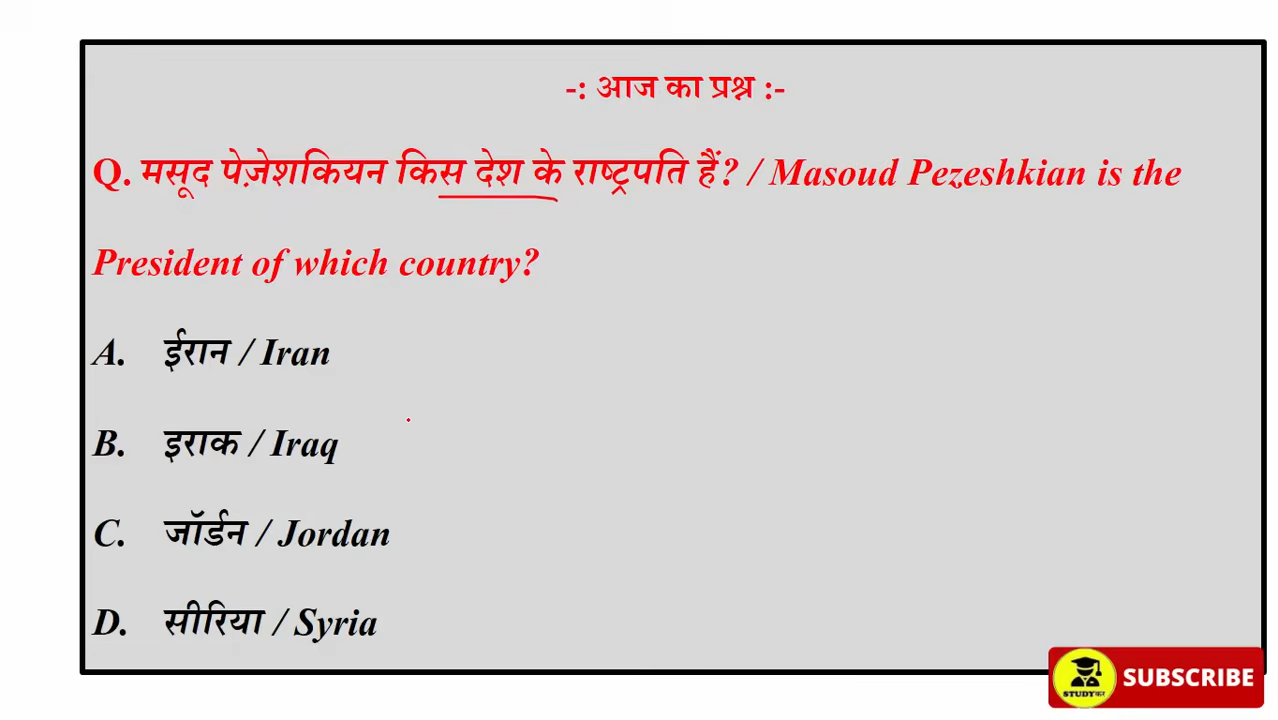 -: आज का प्रश्न :-
Q. मसूद पेज़ेशकियन किस देश के राष्ट्रपति हैं? / Masoud Pezeshkian is the
President of which country?
A. ईरान / Iran
B. इराक / Iraq
C. जॉर्डन / Jordan
D. सीरिया / Syria
STUDYकर
SUBSCRIBE